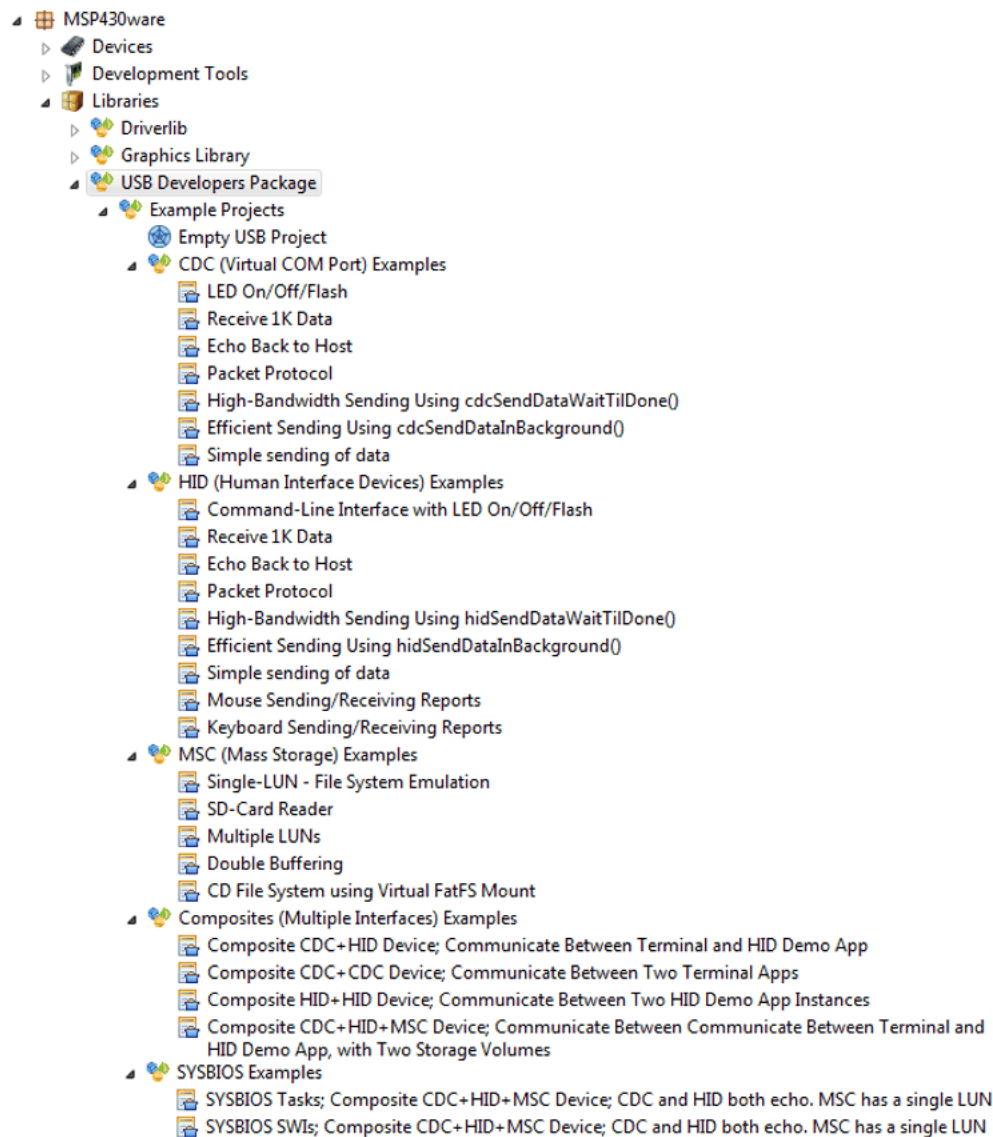 MSP430ware
Devices
Development Tools
Libraries
Driverlib
Graphics Library
USB Developers Package
Example Projects
Empty USB Project
CDC (Virtual COM Port) Examples
LED On/Off/Flash
Receive 1K Data
Echo Back to Host
Packet Protocol
High-Bandwidth Sending Using cdcSendDataWaitTilDone()
Efficient Sending Using cdcSendDataInBackground()
Simple sending of data
HID (Human Interface Devices) Examples
Command-Line Interface with LED On/Off/Flash
Receive 1K Data
Echo Back to Host
Packet Protocol
High-Bandwidth Sending Using hidSendDataWaitTilDone()
Efficient Sending Using hidSendDataInBackground()
Simple sending of data
Mouse Sending/Receiving Reports
Keyboard Sending/Receiving Reports
MSC (Mass Storage) Examples
Single-LUN - File System Emulation
SD-Card Reader
Multiple LUNs
Double Buffering
CD File System using Virtual FatFS Mount
Composites (Multiple Interfaces) Examples
Composite CDC+HID Device; Communicate Between Terminal and HID Demo App
Composite CDC+CDC Device; Communicate Between Two Terminal Apps
Composite HID+HID Device; Communicate Between Two HID Demo App Instances
Composite CDC+HID+MSC Device; Communicate Between Communicate Between Terminal and
HID Demo App, with Two Storage Volumes
SYSBIOS Examples
SYSBIOS Tasks; Composite CDC+HID+MSC Device; CDC and HID both echo. MSC has a single LUN
SYSBIOS SWIs; Composite CDC+HID+MSC Device; CDC and HID both echo. MSC has a single LUN